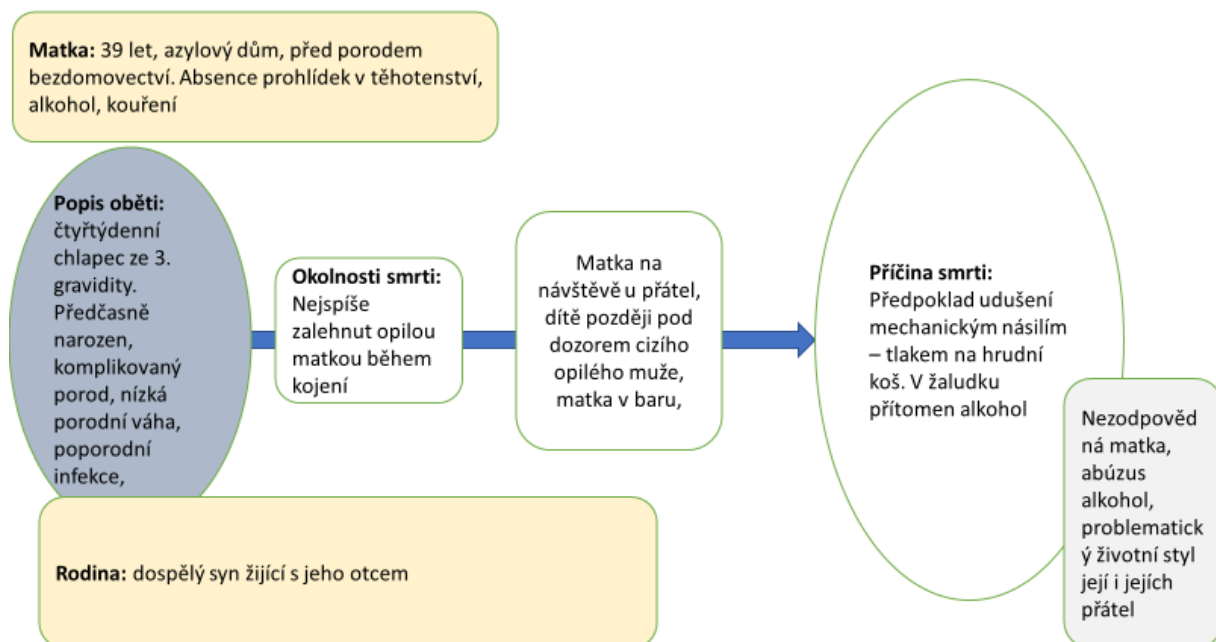 Matka: 39 let, azylový dům, před porodem
bezdomovectví. Absence prohlídek v těhotenství,
alkohol, kouření
Popis oběti:
čtyřtýdenní
chlapec ze 3.
gravidity.
Předčasně
narozen,
komplikovaný
porod, nízká
porodní váha,
poporodní
infekce,
Okolnosti smrti:
Nejspíše
zalehnut opilou
matkou během
kojení
Matka na
návštěvě u přátel,
dítě později pod
dozorem cizího
opilého muže,
matka v baru,
Příčina smrti:
Předpoklad udušení
mechanickým násilím
– tlakem na hrudní
koš. V žaludku
přítomen alkohol
Nezodpověd
ná matka,
abúzus
alkohol,
problematick
ý životní styl
její i jejích
přátel
Rodina: dospělý syn žijící s jeho otcem